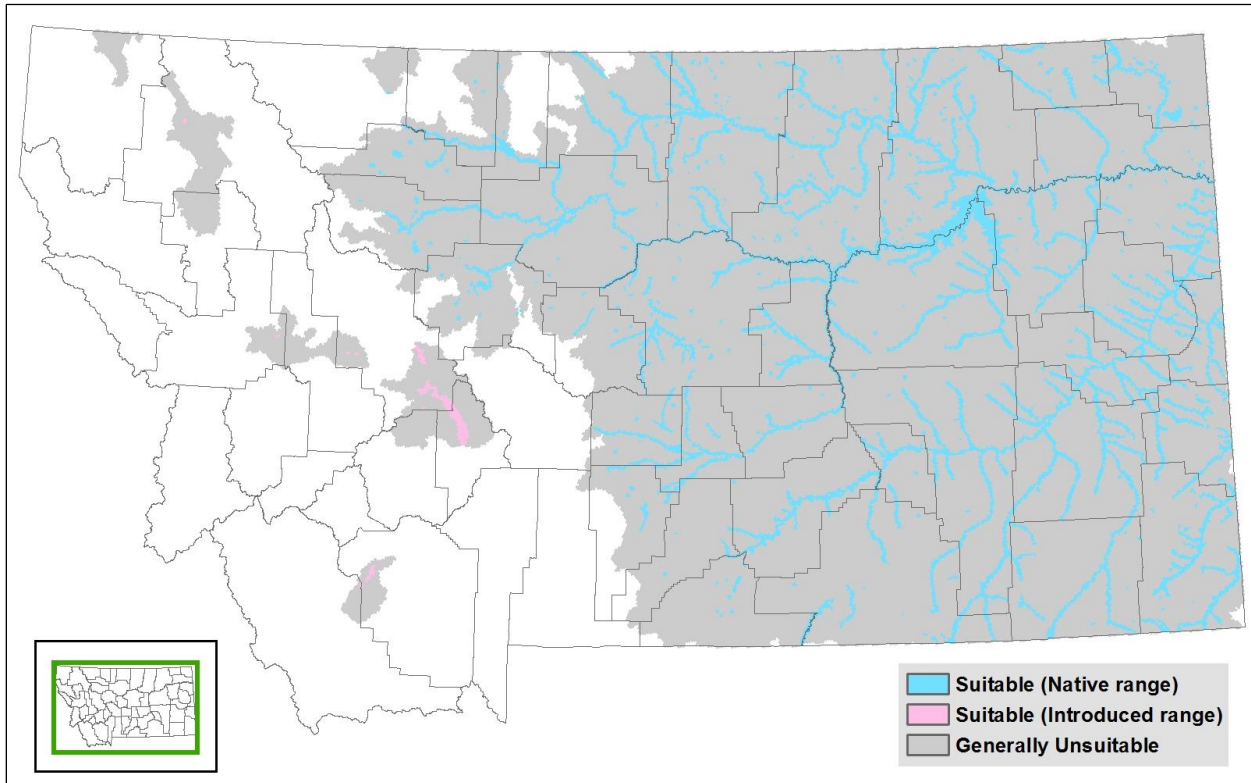 Suitable (Native range)
Suitable (Introduced range)
Generally Unsuitable